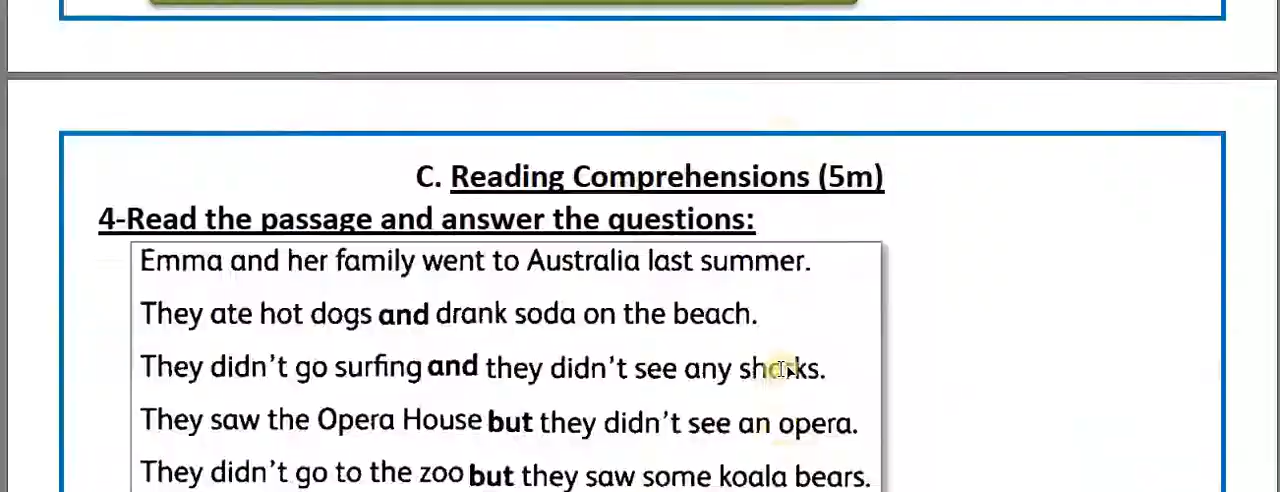 C. Reading Comprehensions (5m)
4-Read the passage and answer the questions:
Emma and her family went to Australia last summer.
They ate hot dogs and drank soda on the beach.
They didn't go surfing and they didn't see any sharks.
They saw the Opera House but they didn't see an opera.
They didn't go to the zoo but they saw some koala bears.